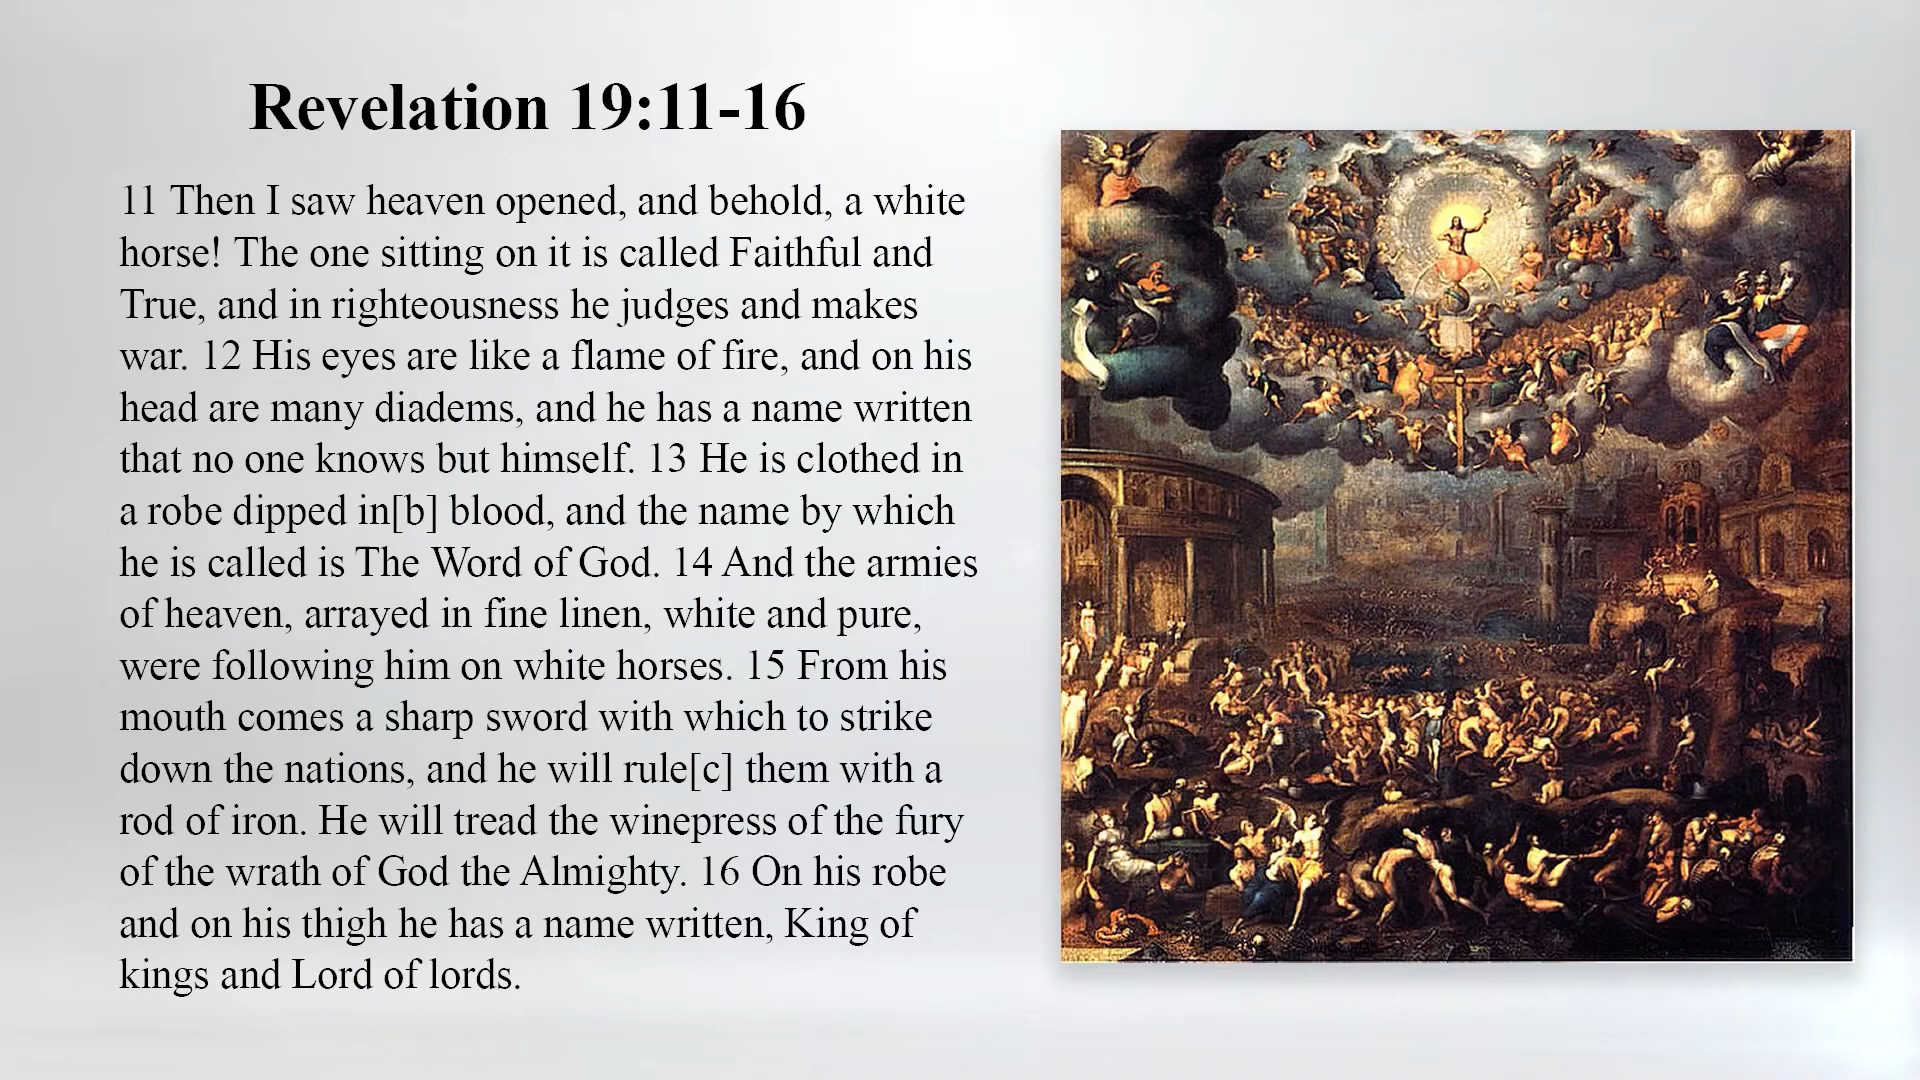 Revelation 19:11-16
11 Then I saw heaven opened, and behold, a white
horse! The one sitting on it is called Faithful and
True, and in righteousness he judges and makes
war. 12 His eyes are like a flame of fire, and on his
head are many diadems, and he has a name written
that no one knows but himself. 13 He is clothed in
a robe dipped in[b] blood, and the name by which
he is called is The Word of God. 14 And the armies
of heaven, arrayed in fine linen, white and pure,
were following him on white horses. 15 From his
mouth comes a sharp sword with which to strike
down the nations, and he will rule[c] them with a
rod of iron. He will tread the winepress of the fury
of the wrath of God the Almighty. 16 On his robe
and on his thigh he has a name written, King of
kings and Lord of lords.